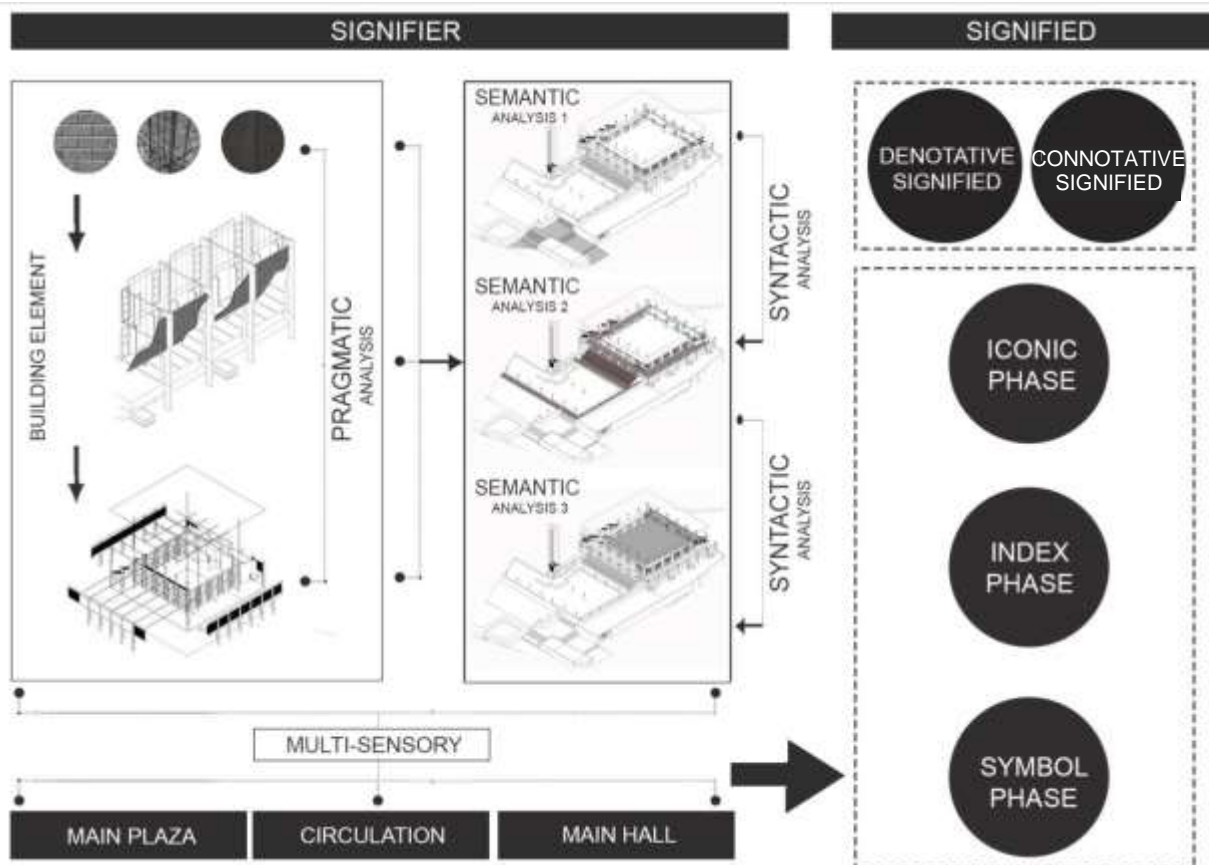 SIGNIFIER
SIGNIFIED
BUILDING ELEMENT
PRAGMATIC
ANALYSIS
SEMANTIC
ANALYSIS 1
SEMANTIC
ANALYSIS 2
SEMANTIC
ANALYSIS 3
SYNTACTIC
ANALYSIS
SYNTACTIC
ANALYSIS
MULTI-SENSORY
MAIN PLAZA
CIRCULATION
MAIN HALL
DENOTATIVE
SIGNIFIED
CONNOTATIVE
SIGNIFIED
ICONIC
PHASE
INDEX
PHASE
SYMBOL
PHASE